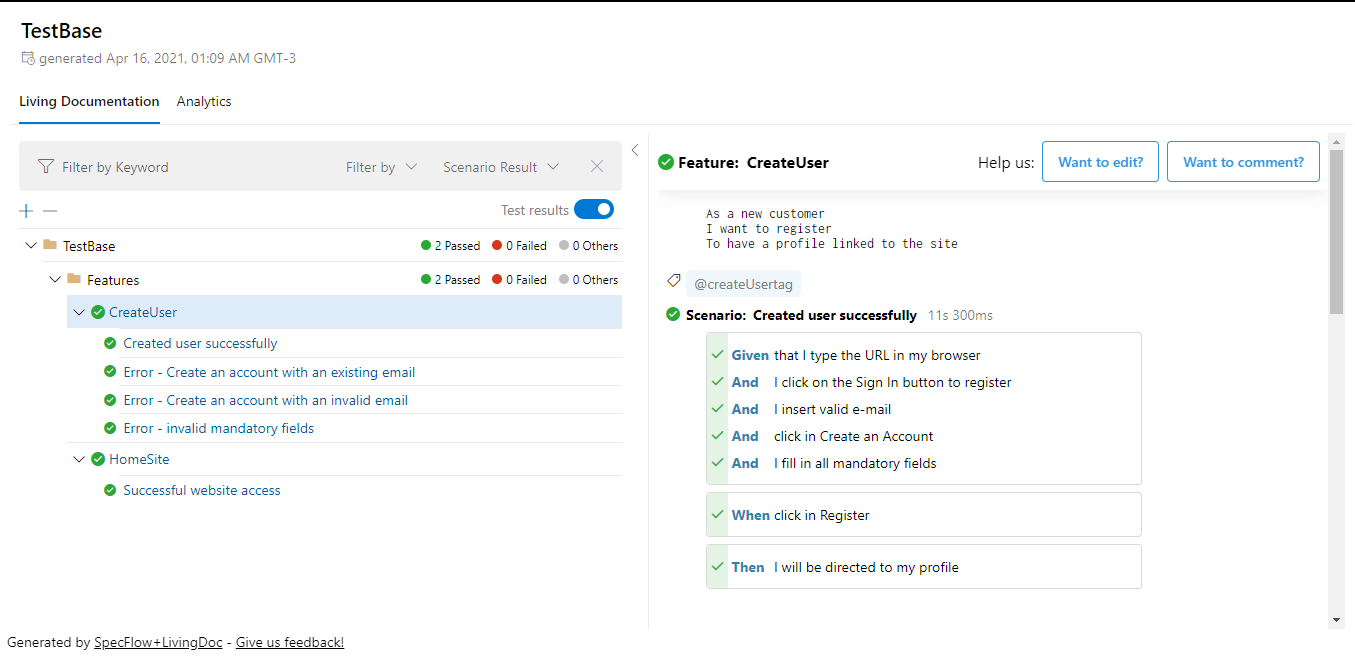 TestBase
generated Apr 16, 2021, 01:09 AM GMT-3
Living Documentation Analytics
Filter by Keyword Filter by Scenario Result
Test results
TestBase 2 Passed 0 Failed 0 Others
Features 2 Passed 0 Failed 0 Others
CreateUser
Created user successfully
Error - Create an account with an existing email
Error - Create an account with an invalid email
Error - invalid mandatory fields
HomeSite
Successful website access
Feature: CreateUser Help us: Want to edit? Want to comment?
As a new customer
I want to register
To have a profile linked to the site
@createUsertag
Scenario: Created user successfully 11s 300ms
Given that I type the URL in my browser
And I click on the Sign In button to register
And I insert valid e-mail
And click in Create an Account
And I fill in all mandatory fields
When click in Register
Then I will be directed to my profile
Generated by SpecFlow+LivingDoc - Give us feedback!